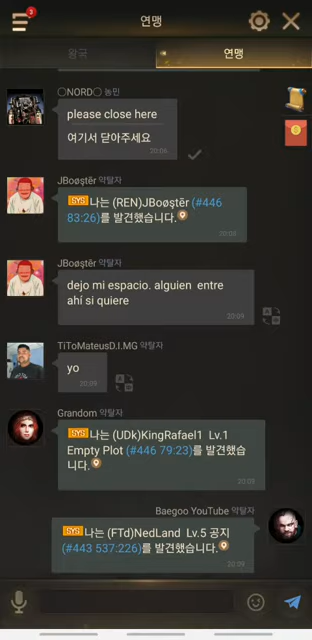 3
연맹
왕국
연맹
◯NORD◯ 농민
please close here
여기서 닫아주세요
20:06
JBoøştēr 약탈자
SYS 나는 (REN)JBoøştēr (#446
83:26)를 발견했습니다.
20:08
JBoøştēr 약탈자
dejo mi espacio. alguien entre
ahí si quiere
20:09
TiToMateusD.I.MG 약탈자
yo
20:09
Grandom 약탈자
SYS 나는 (UDk)KingRafael1 Lv.1
Empty Plot (#446 79:23)를 발견했습
니다.
20:09
Baegoo YouTube 약탈자
SYS 나는 (FTd)NedLand Lv.5 공지
(#443 537:226)를 발견했습니다.
20:09